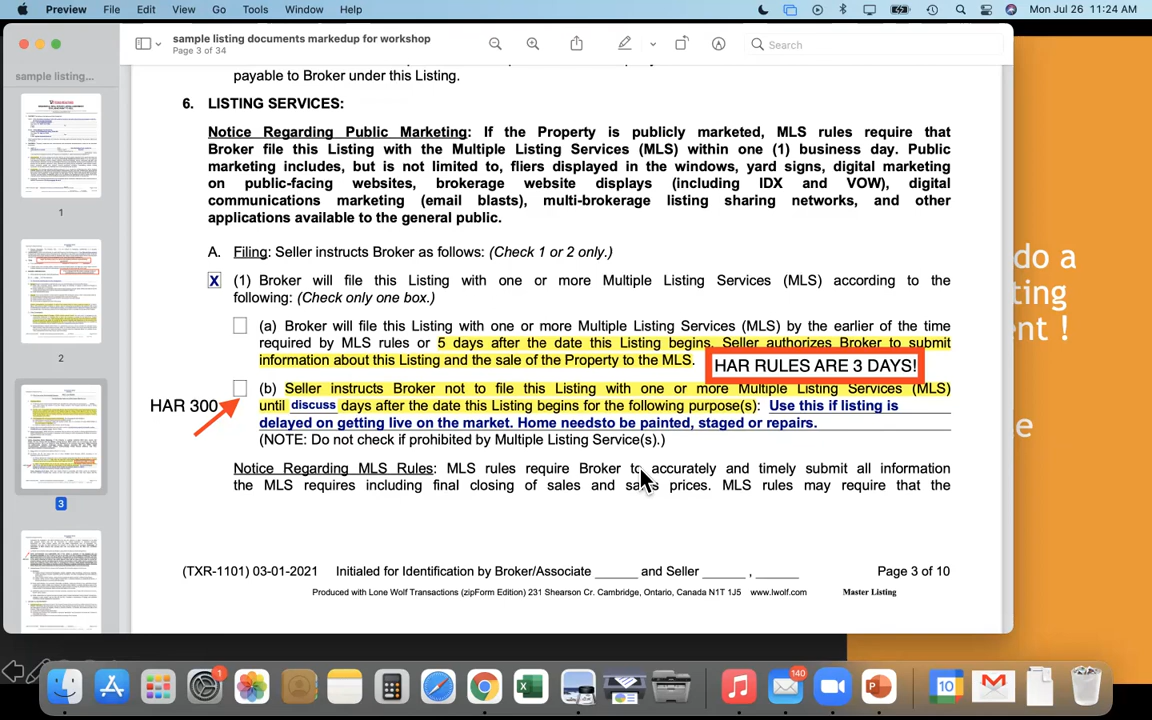 Preview File Edit View Go Tools Window Help Mon Jul 26 11:24 AM
sample listing documents markedup for workshop
Page 3 of 34
Search
sample listing...
1
2
3
payable to Broker under this Listing.
6. LISTING SERVICES:
Notice Regarding Public Marketing: If the Property is publicly marketed, MLS rules require that
Broker file this Listing with the Multiple Listing Services (MLS) within one (1) business day. Public
marketing includes, but is not limited to, fliers displayed in the windows, yard signs, digital marketing
on public-facing websites, brokerage website displays (including IDX and VOW), digital
communications marketing (email blasts), multi-brokerage listing sharing networks, and other
applications available to the general public.
A. Filing: Seller instructs Broker as follows: (Check 1 or 2 only.)
X (1) Broker will file this Listing with one or more Multiple Listing Services (MLS) according to the
following: (Check only one box.)
(a) Broker will file this Listing with one or more Multiple Listing Services (MLS) by the earlier of the time
required by MLS rules or 5 days after the date this Listing begins. Seller authorizes Broker to submit
information about this Listing and the sale of the Property to the MLS.
HAR RULES ARE 3 DAYS!
(b) Seller instructs Broker not to file this Listing with one or more Multiple Listing Services (MLS)
HAR 300
until discuss days after the date this Listing begins for the following purpose(s): Use this if listing is
delayed on getting live on the market. Home needsto be painted, staged or repairs.
(NOTE: Do not check if prohibited by Multiple Listing Service(s).)
Notice Regarding MLS Rules: MLS rules require Broker to accurately and timely submit all information
the MLS requires including final closing of sales and sales prices. MLS rules may require that the
(TXR-1101) 03-01-2021 Initialed for Identification by Broker/Associate ______ and Seller ______ , ______ Page 3 of 10
Produced with Lone Wolf Transactions (zipForm Edition) 231 Shearson Cr. Cambridge, Ontario, Canada N1T 1J5 www.lwolf.com Master Listing
do a
ting
nt !
e
1
140
10